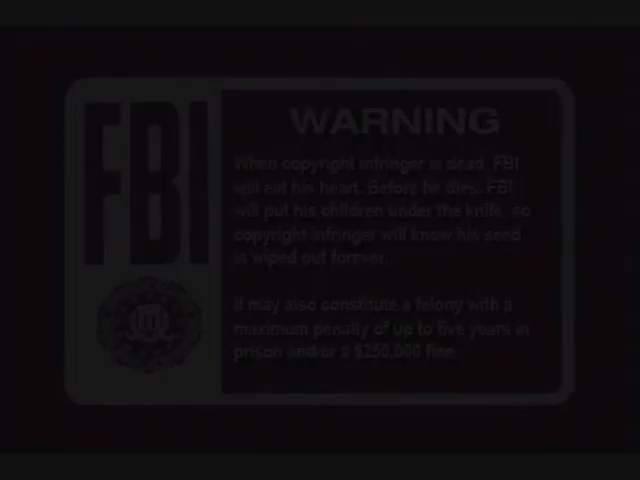 FBI
WARNING
When copyright infringer is dead, FBI
will eat his heart. Before he dies, FBI
will put his children under the knife, so
copyright infringer will know his seed
is wiped out forever.
It may also constitute a felony with a
maximum penalty of up to five years in
prison and/or a $250,000 fine.